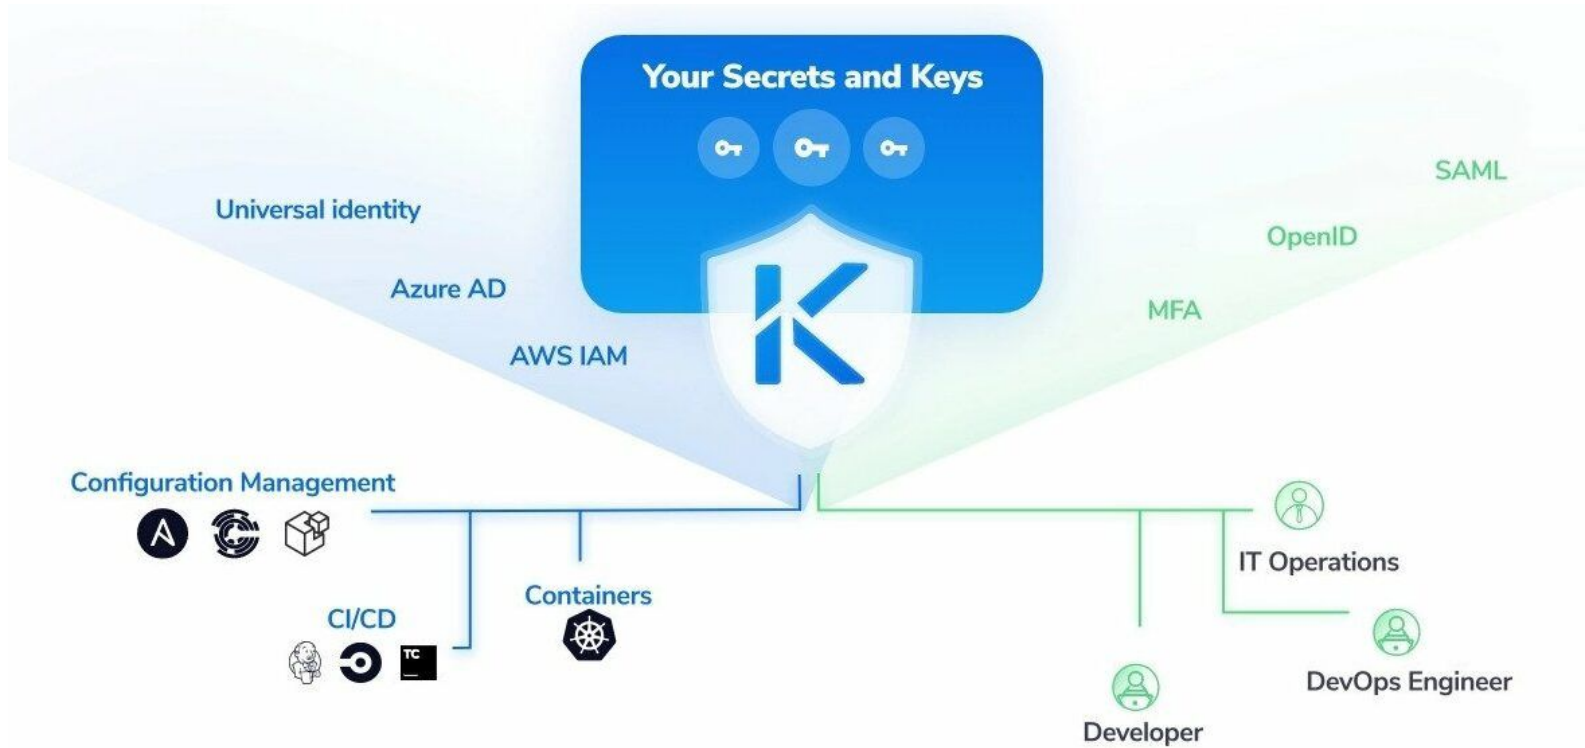 Your Secrets and Keys
Universal identity
Azure AD
AWS IAM
SAML
OpenID
MFA
K
Configuration Management
CI/CD
TC
Containers
IT Operations
DevOps Engineer
Developer